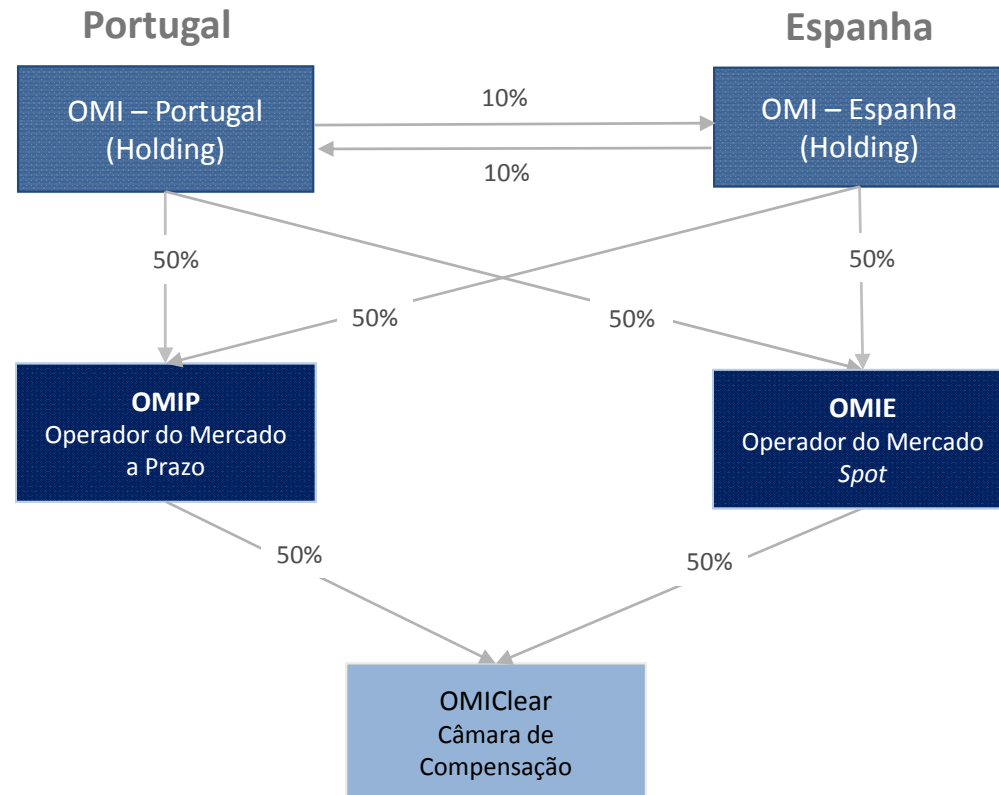 Portugal
Espanha
OMI – Portugal
(Holding)
10%
10%
OMI – Espanha
(Holding)
50%
50%
50%
50%
OMIP
Operador do Mercado
a Prazo
OMIE
Operador do Mercado
Spot
50%
50%
OMIClear
Câmara de
Compensação